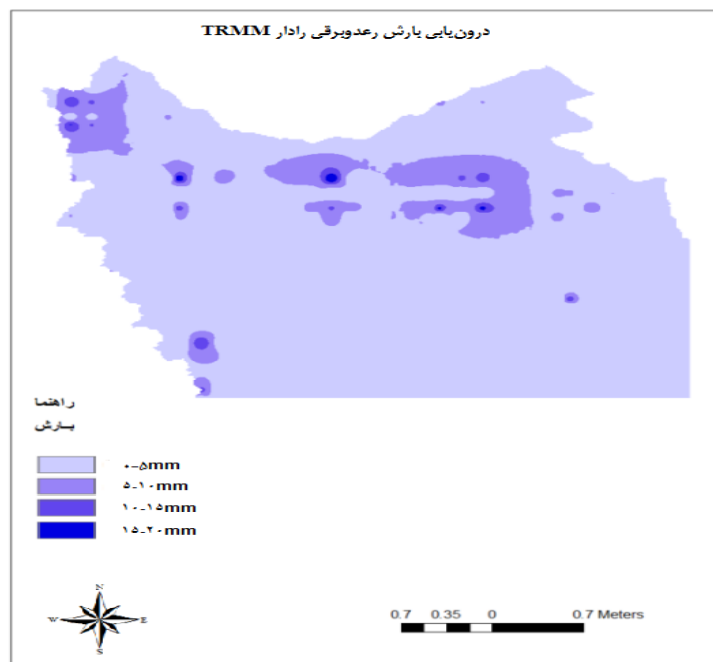 درون‌یابی بارش رعدوبرقی رادار TRMM
راهنما
بارش
۰-۵mm
۵-۱۰mm
۱۰-۱۵mm
۱۵-۲۰mm
N
W E
S
0.7 0.35 0 0.7 Meters